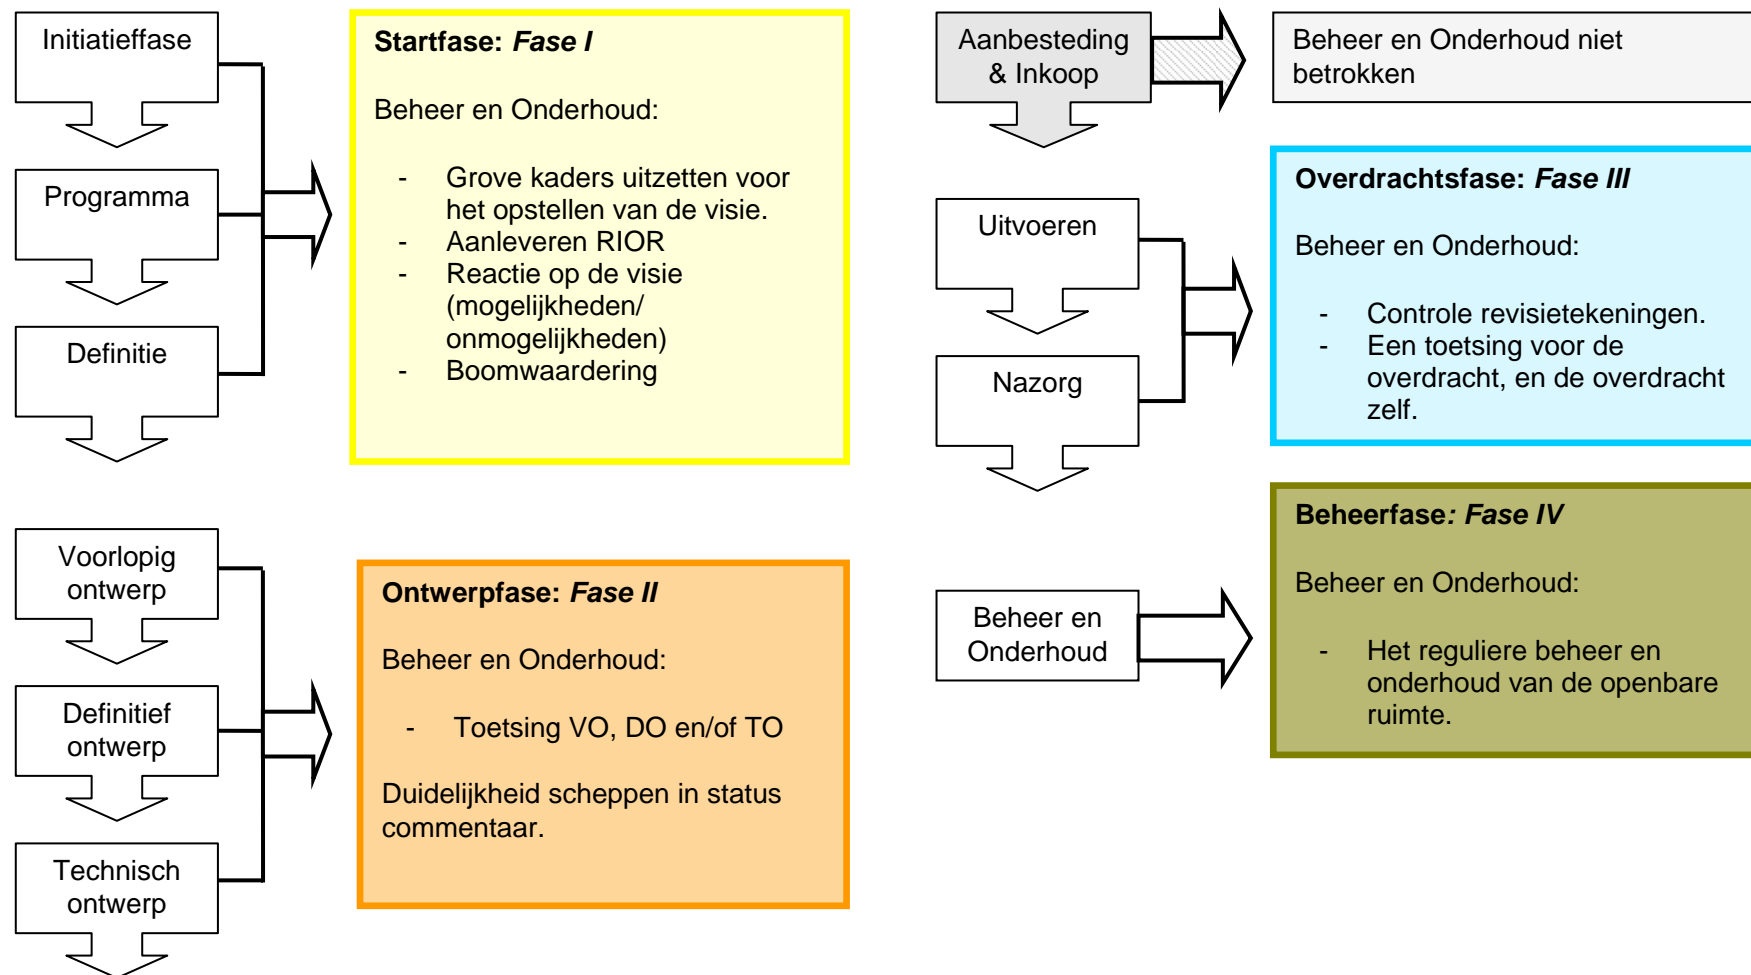 Initiatieffase
Programma
Definitie
Startfase: Fase I
Beheer en Onderhoud:
- Grove kaders uitzetten voor
het opstellen van de visie.
- Aanleveren RIOR
- Reactie op de visie
(mogelijkheden/
onmogelijkheden)
- Boomwaardering
Voorlopig
ontwerp
Definitief
ontwerp
Technisch
ontwerp
Ontwerpfase: Fase II
Beheer en Onderhoud:
- Toetsing VO, DO en/of TO
Duidelijkheid scheppen in status
commentaar.
Aanbesteding
& Inkoop
Beheer en Onderhoud niet
betrokken
Uitvoeren
Nazorg
Overdrachtsfase: Fase III
Beheer en Onderhoud:
- Controle revisietekeningen.
- Een toetsing voor de
overdracht, en de overdracht
zelf.
Beheer en
Onderhoud
Beheerfase: Fase IV
Beheer en Onderhoud:
- Het reguliere beheer en
onderhoud van de openbare
ruimte.